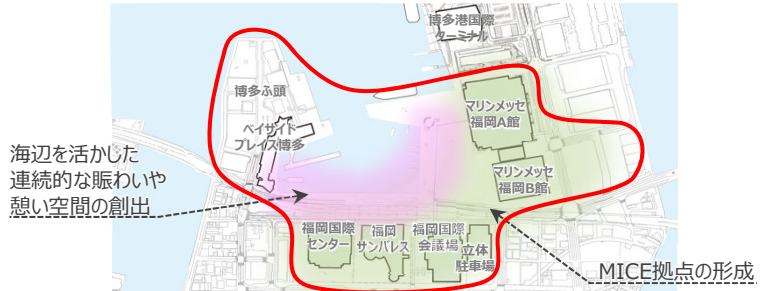 博多港国際
ターミナル
博多ふ頭
マリンメッセ
福岡A館
ベイサイド
プレイス博多
海辺を活かした
連続的な賑わいや
憩い空間の創出
マリンメッセ
福岡B館
福岡国際
センター
福岡
サンパレス
福岡国際
会議場
立体
駐車場
MICE拠点の形成